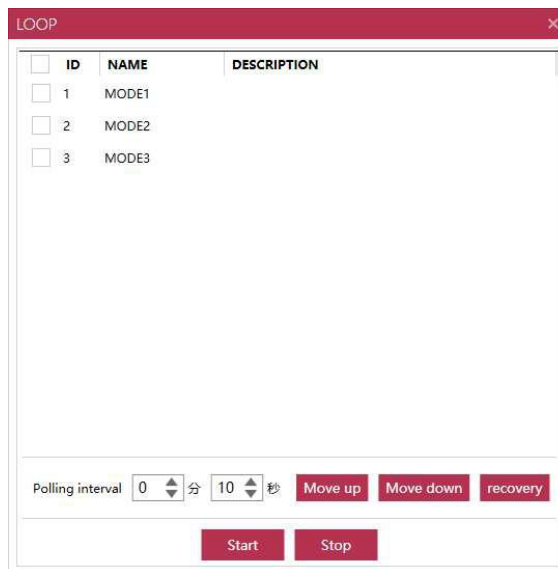 LOOP
ID NAME DESCRIPTION
1 MODE1
2 MODE2
3 MODE3
Polling interval 0 分 10 秒 Move up Move down recovery
Start Stop